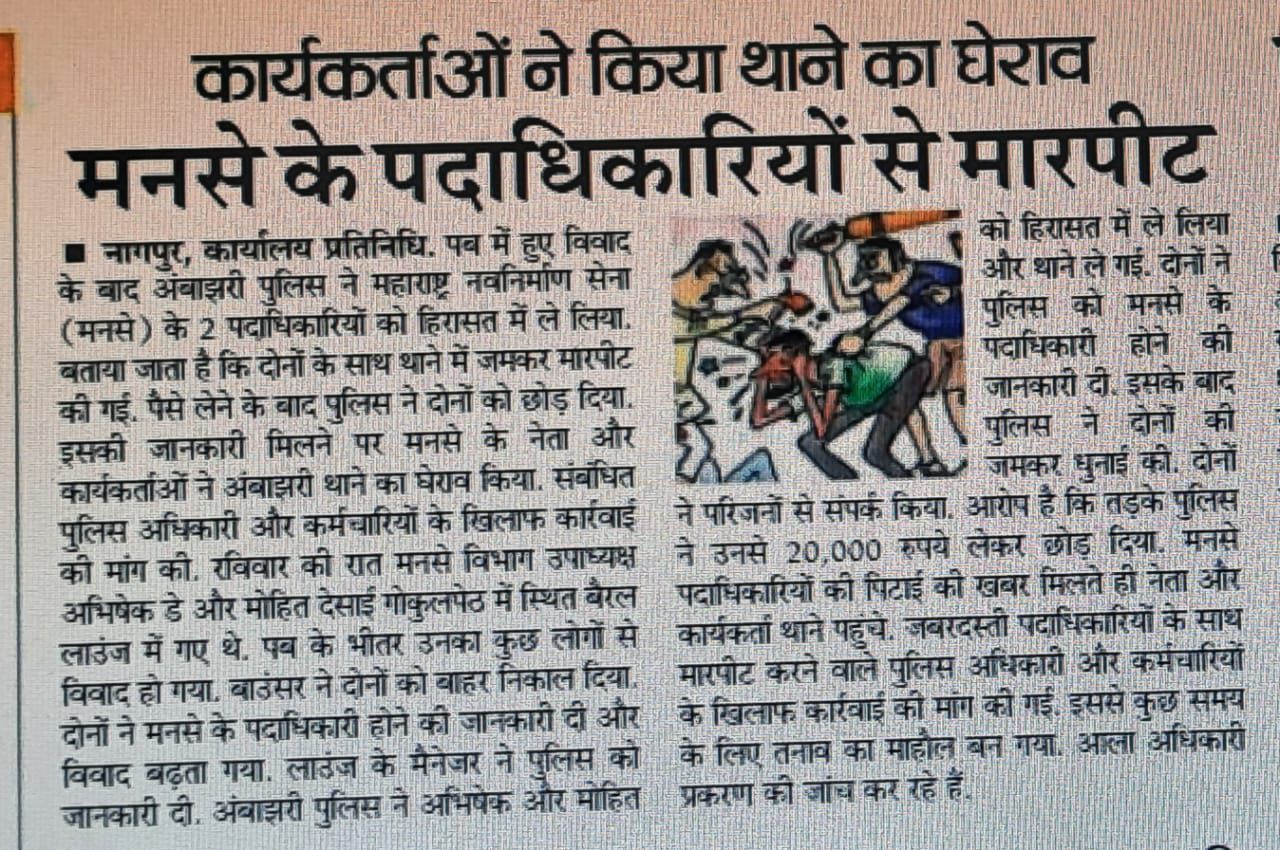 कार्यकर्ताओं ने किया थाने का घेराव
मनसे के पदाधिकारियों से मारपीट
■ नागपुर, कार्यालय प्रतिनिधि. पब में हुए विवाद
के बाद अंबाझरी पुलिस ने महाराष्ट्र नवनिर्माण सेना
(मनसे) के 2 पदाधिकारियों को हिरासत में ले लिया.
बताया जाता है कि दोनों के साथ थाने में जमकर मारपीट
की गई. पैसे लेने के बाद पुलिस ने दोनों को छोड़ दिया.
इसकी जानकारी मिलने पर मनसे के नेता और
कार्यकर्ताओं ने अंबाझरी थाने का घेराव किया. संबंधित
पुलिस अधिकारी और कर्मचारियों के खिलाफ कार्रवाई
की मांग की. रविवार की रात मनसे विभाग उपाध्यक्ष
अभिषेक डे और मोहित देसाई गोकुलपेठ में स्थित बैरल
लाउंज में गए थे. पब के भीतर उनका कुछ लोगों से
विवाद हो गया. बाउंसर ने दोनों को बाहर निकाल दिया.
दोनों ने मनसे के पदाधिकारी होने की जानकारी दी और
विवाद बढ़ता गया. लाउंज के मैनेजर ने पुलिस को
जानकारी दी. अंबाझरी पुलिस ने अभिषेक और मोहित
को हिरासत में ले लिया
और थाने ले गई. दोनों ने
पुलिस को मनसे के
पदाधिकारी होने की
जानकारी दी. इसके बाद
पुलिस ने दोनों की
जमकर धुनाई की. दोनों
ने परिजनों से संपर्क किया. आरोप है कि तड़के पुलिस
ने उनसे 20,000 रुपये लेकर छोड़ दिया. मनसे
पदाधिकारियों की पिटाई की खबर मिलते ही नेता और
कार्यकर्ता थाने पहुंचे. जबरदस्ती पदाधिकारियों के साथ
मारपीट करने वाले पुलिस अधिकारी और कर्मचारियों
के खिलाफ कार्रवाई की मांग की गई. इससे कुछ समय
के लिए तनाव का माहौल बन गया. आला अधिकारी
प्रकरण की जांच कर रहे हैं.